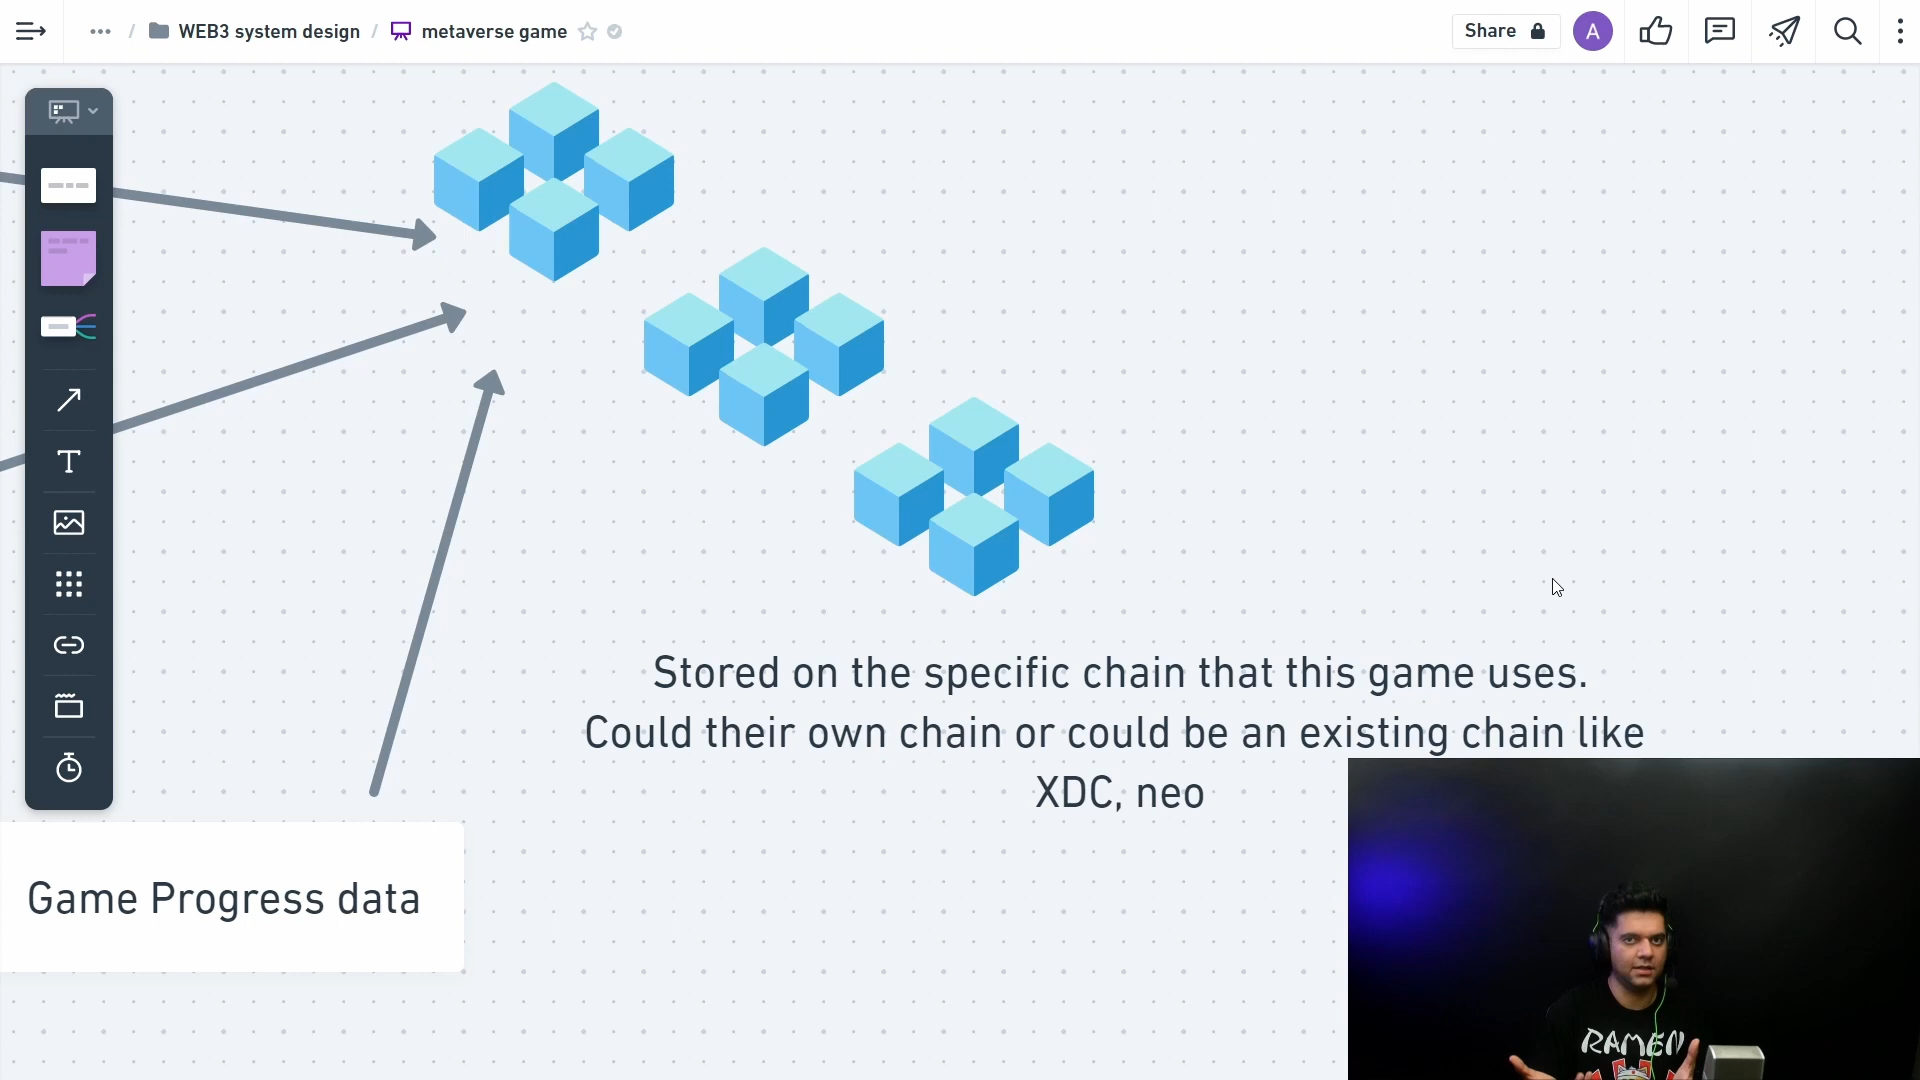 WEB3 system design / metaverse game
Share
A
Stored on the specific chain that this game uses.
Could their own chain or could be an existing chain like
XDC, neo
Game Progress data
RAMEN